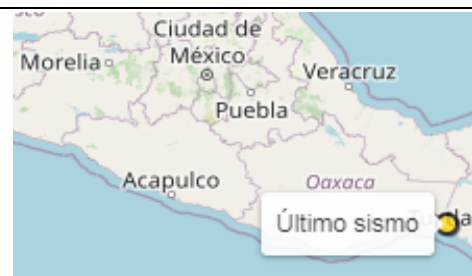 Ciudad de
México
Morelia
Veracruz
Puebla
Acapulco
Oaxaca
Último sismo